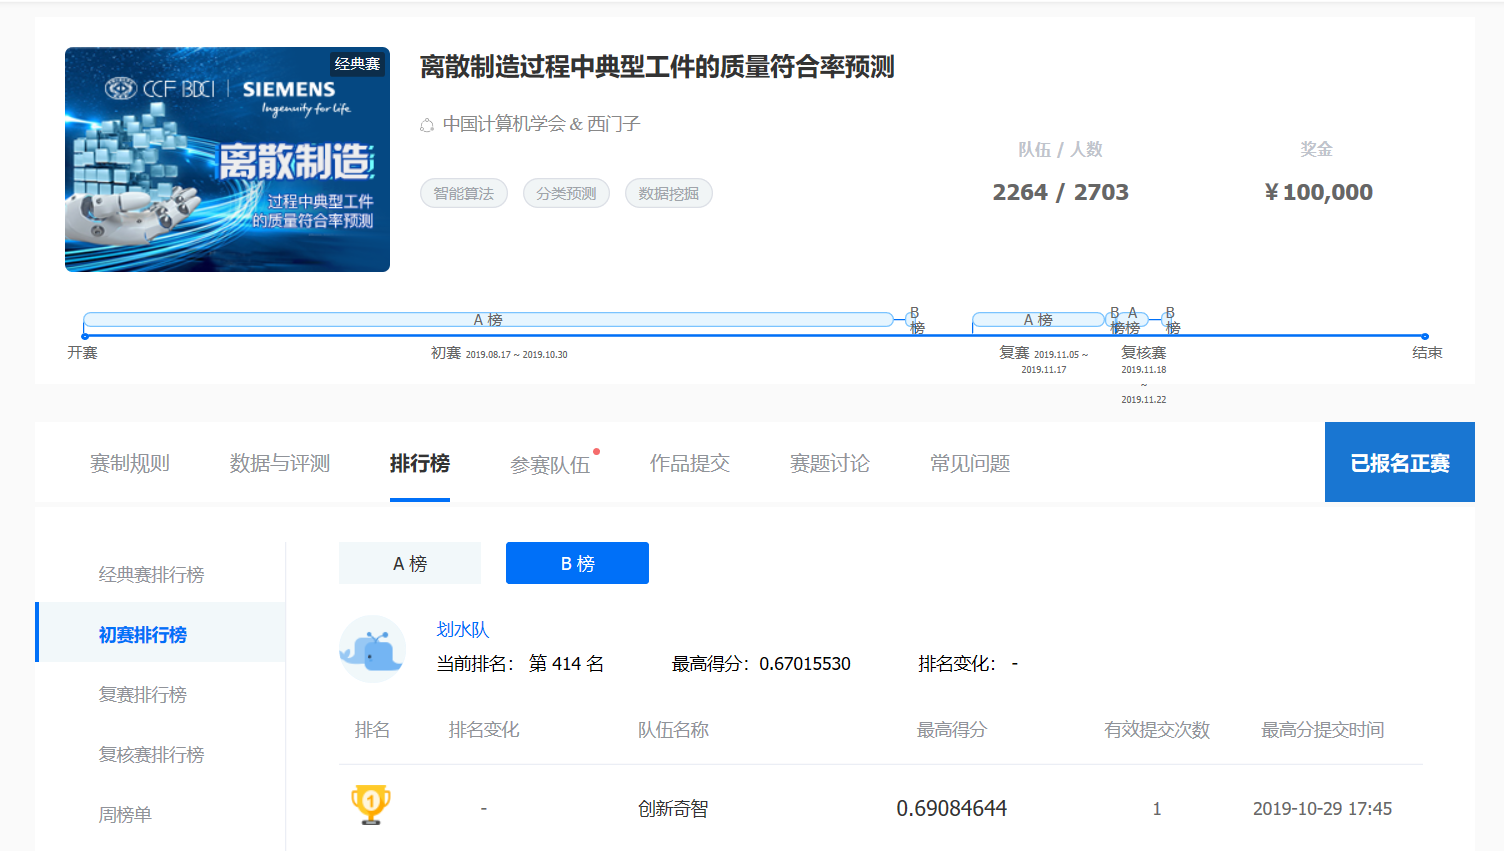 经典赛
CCF BDCI | SIEMENS
Ingenuity for life
离散制造
过程中典型工件
的质量符合率预测
离散制造过程中典型工件的质量符合率预测
中国计算机学会 & 西门子
智能算法 分类预测 数据挖掘
队伍 / 人数 奖金
2264 / 2703 ¥100,000
A 榜 B榜 A 榜 B榜 A榜 B榜
开赛 初赛 2019.08.17 ~ 2019.10.30 复赛 2019.11.05 ~ 2019.11.17 复核赛 2019.11.18 ~ 2019.11.22 结束
赛制规则 数据与评测 排行榜 参赛队伍 作品提交 赛题讨论 常见问题 已报名正赛
经典赛排行榜
初赛排行榜
复赛排行榜
复核赛排行榜
周榜单
A 榜 B 榜
划水队
当前排名： 第 414 名 最高得分：0.67015530 排名变化： -
排名 排名变化 队伍名称 最高得分 有效提交次数 最高分提交时间
1 - 创新奇智 0.69084644 1 2019-10-29 17:45